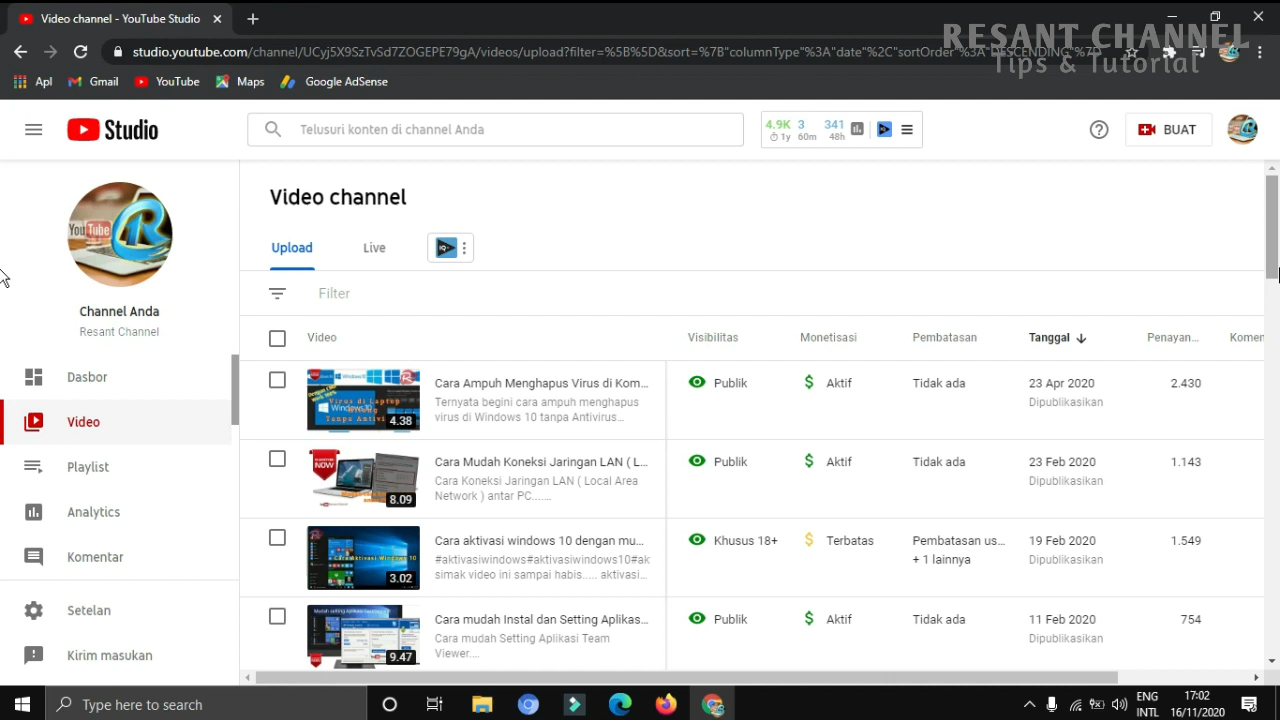 Video channel - YouTube Studio
RESANT CHANNEL
Tips & Tutorial
studio.youtube.com/channel/UCyj5X9SzTvSd7ZOGEPE7SgA/videos/upload?filter=%5B%5D&sort=%7B"columnType"%3A"date"%2C"sortOrder"%3A"DESCENDING"%7D
Apl Gmail YouTube Maps Google AdSense
Studio
Telusuri konten di channel Anda
4.9K 3 341
1y 60m 48h
BUAT
Video channel
Upload Live
Filter
Channel Anda
Resant Channel
Dasbor
Video
Playlist
Analytics
Komentar
Setelan
Kirim masukan
Video Visibilitas Monetisasi Pembatasan Tanggal Penayan... Komen
4.38
Cara Ampuh Menghapus Virus di Kom... Publik Aktif Tidak ada 23 Apr 2020 2.430
Ternyata begini cara ampuh menghapus Dipublikasikan
virus di Windows 10 tanpa Antivirus...
8.09
Cara Mudah Koneksi Jaringan LAN ( L... Publik Aktif Tidak ada 23 Feb 2020 1.143
Cara Koneksi Jaringan LAN ( Local Area Dipublikasikan
Network ) antar PC......
3.02
Cara aktivasi windows 10 dengan mu... Khusus 18+ Terbatas Pembatasan us... 19 Feb 2020 1.549
#aktivasiwindows#aktivasiwindows10#ak + 1 lainnya Dipublikasikan
simak video ini sampai habis..... aktivasi
9.47
Cara mudah Instal dan Setting Aplikas... Publik Aktif Tidak ada 11 Feb 2020 754
Cara mudah Setting aplikasi Team Dipublikasikan
Viewer....
Type here to search
ENG
INTL
17:02
16/11/2020